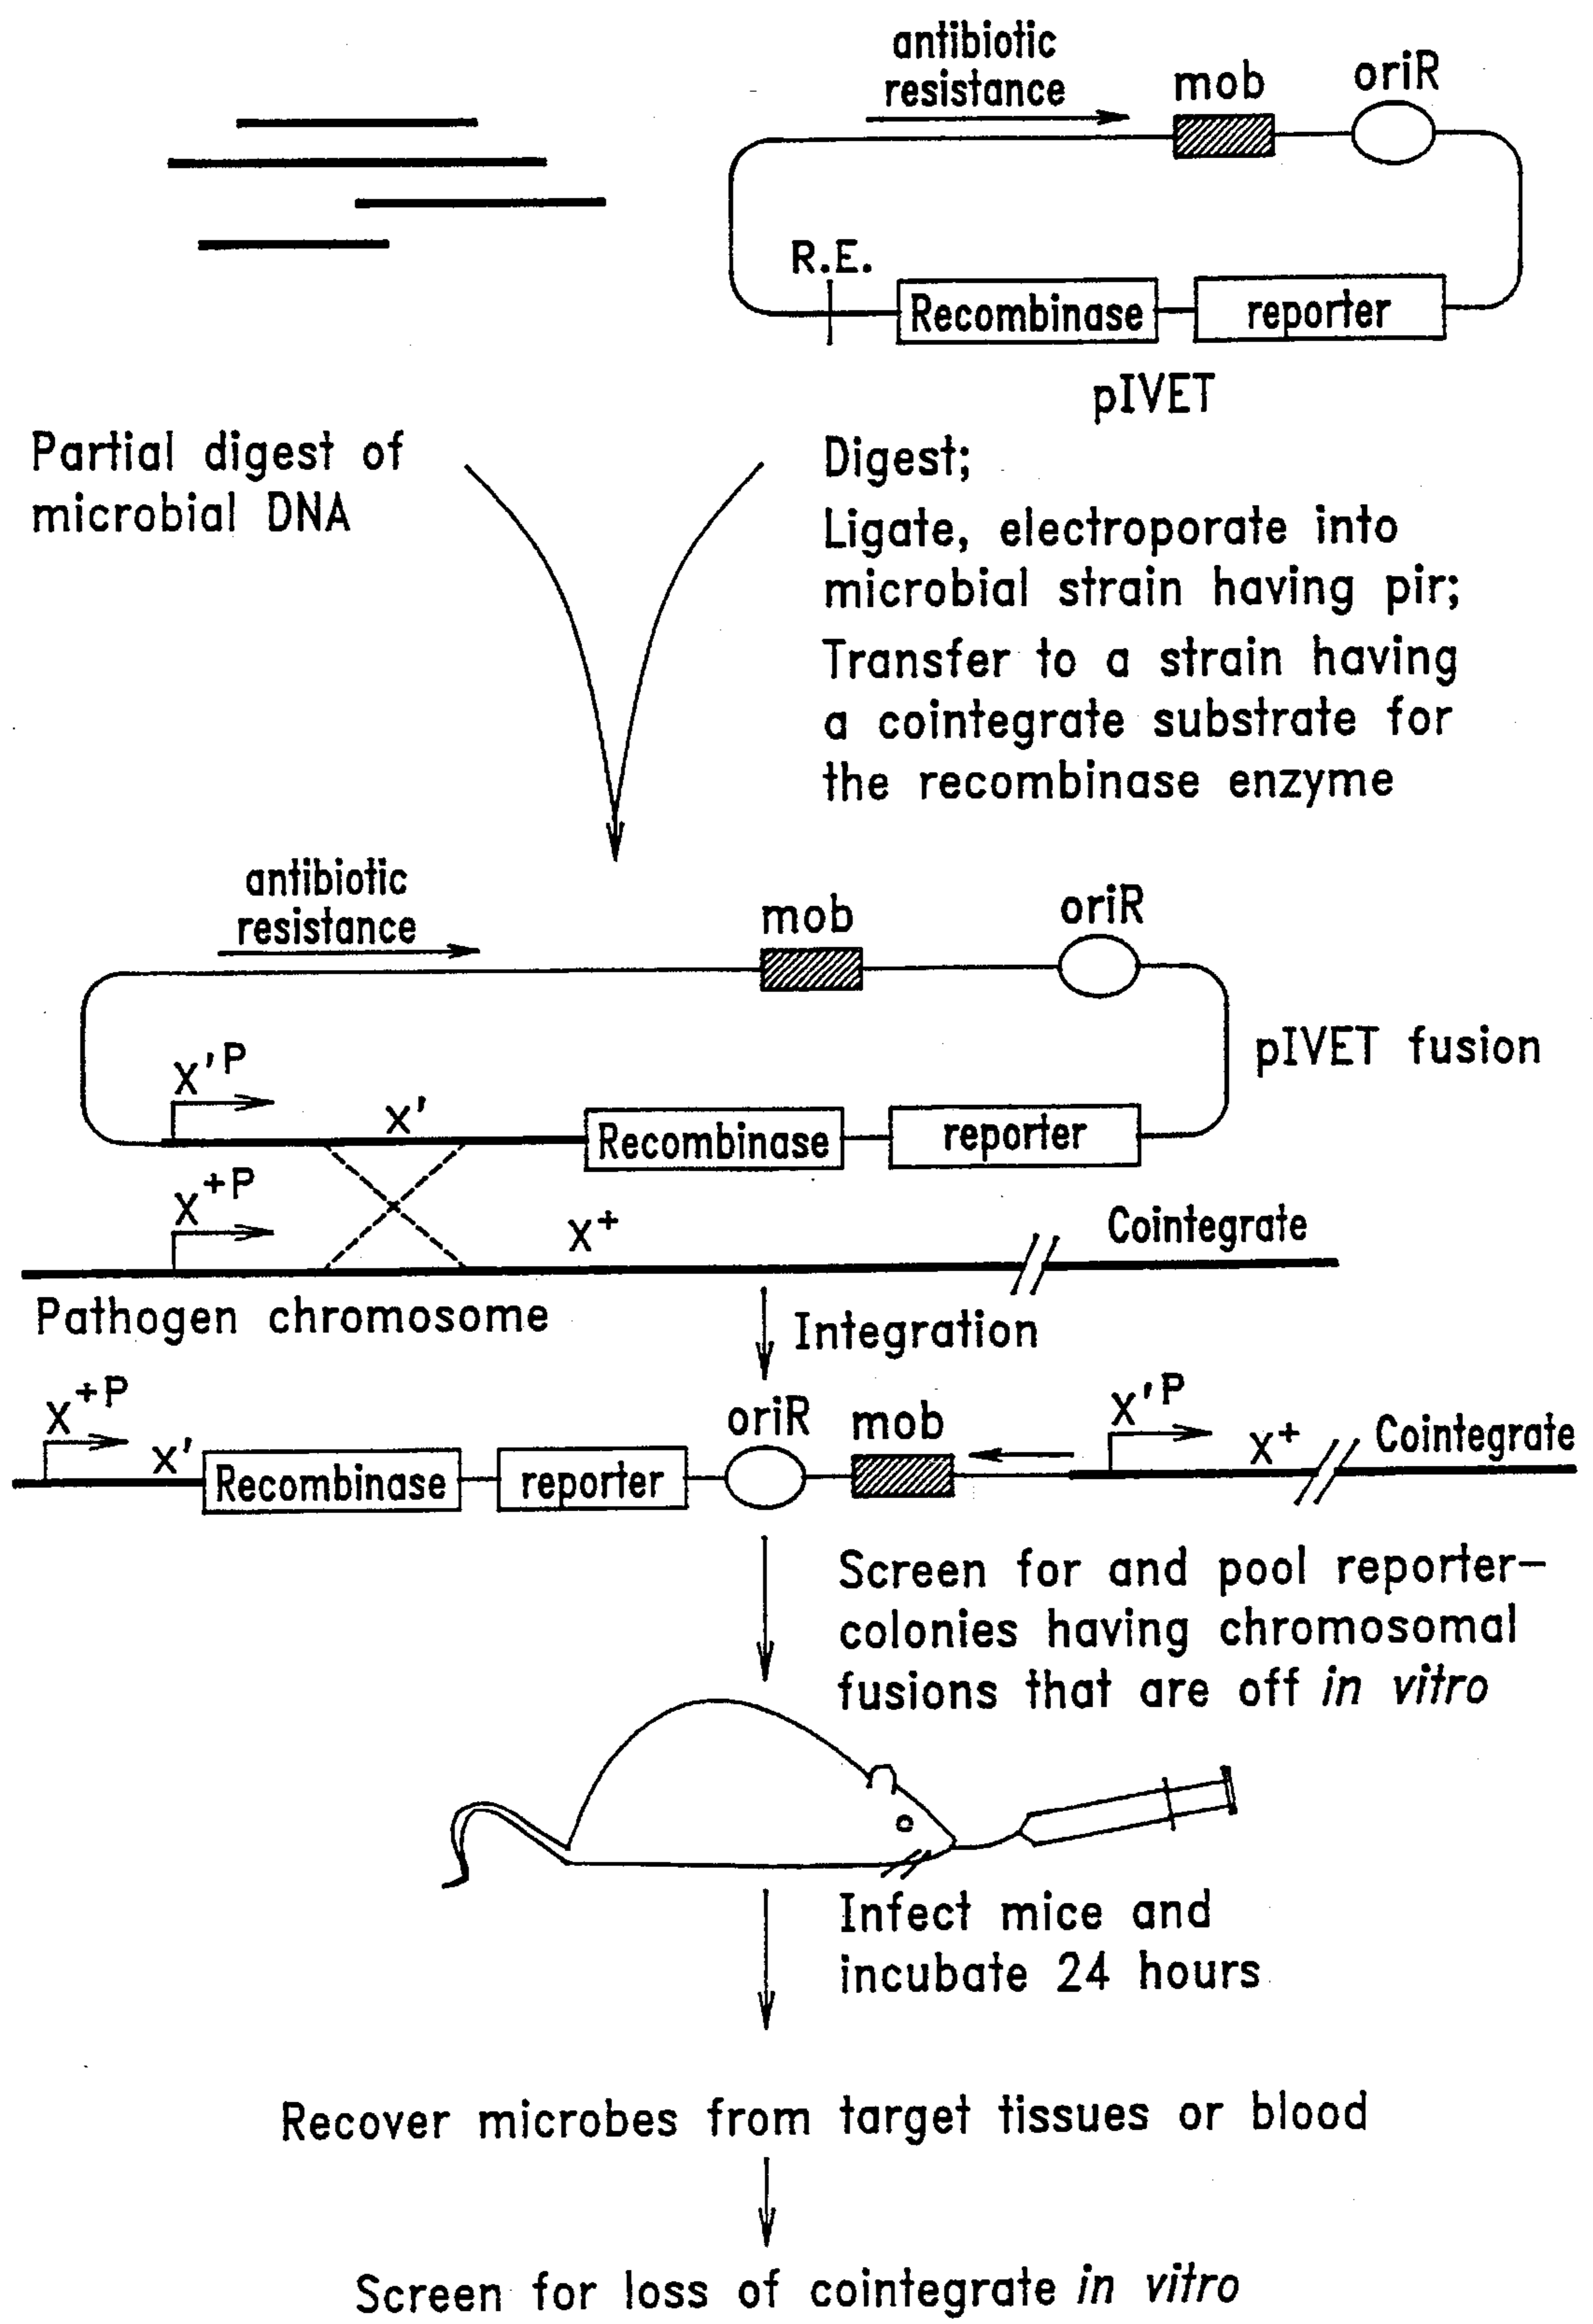 antibiotic
resistance
mob
oriR
R.E.
Recombinase
reporter
pIVET
Partial digest of
microbial DNA
Digest;
Ligate, electroporate into
microbial strain having pir;
Transfer to a strain having
a cointegrate substrate for
the recombinase enzyme
antibiotic
resistance
mob
oriR
pIVET fusion
X'P
X'
Recombinase
reporter
X+P
X+
Cointegrate
Pathogen chromosome
Integration
X+P
X'
Recombinase
reporter
oriR
mob
X'P
X+
Cointegrate
Screen for and pool reporter-
colonies having chromosomal
fusions that are off in vitro
Infect mice and
incubate 24 hours
Recover microbes from target tissues or blood
Screen for loss of cointegrate in vitro